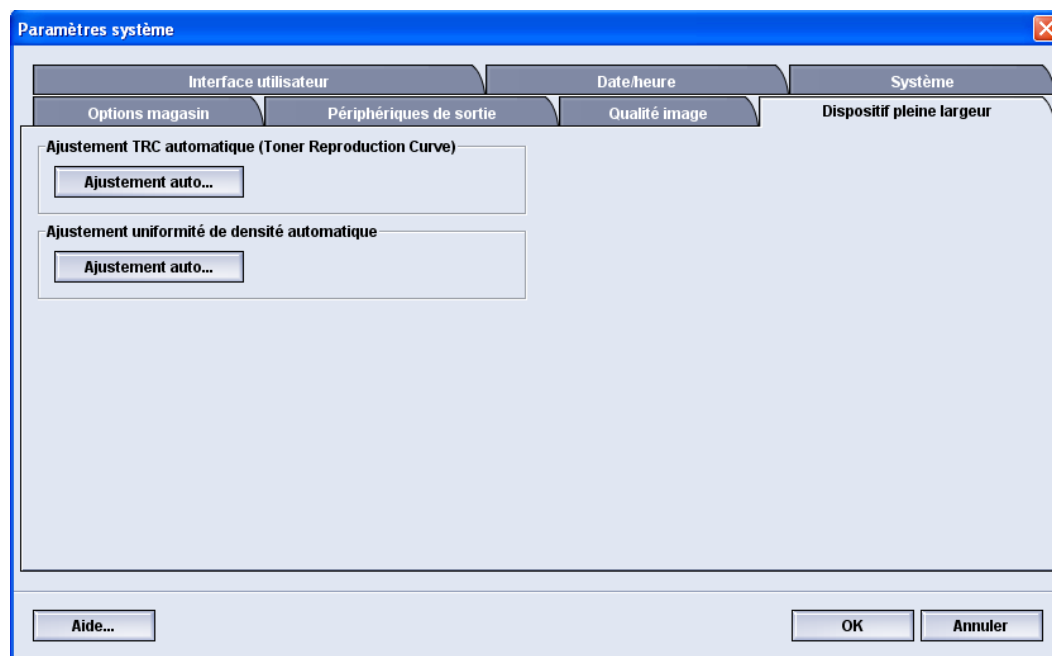 Paramètres système
Interface utilisateur Date/heure Système
Options magasin Périphériques de sortie Qualité image Dispositif pleine largeur
Ajustement TRC automatique (Toner Reproduction Curve)
Ajustement auto...
Ajustement uniformité de densité automatique
Ajustement auto...
Aide... OK Annuler